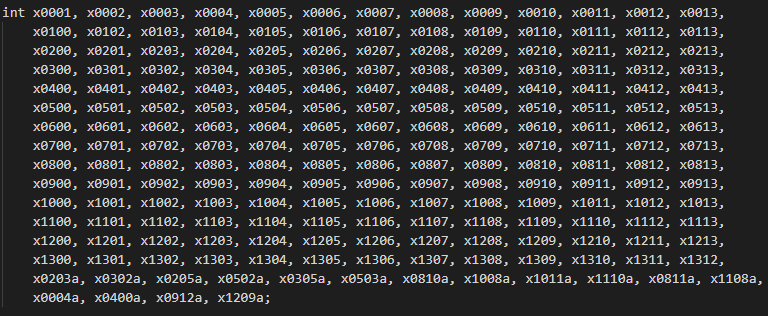 int x0001, x0002, x0003, x0004, x0005, x0006, x0007, x0008, x0009, x0010, x0011, x0012, x0013,
x0100, x0102, x0103, x0104, x0105, x0106, x0107, x0108, x0109, x0110, x0111, x0112, x0113,
x0200, x0201, x0203, x0204, x0205, x0206, x0207, x0208, x0209, x0210, x0211, x0212, x0213,
x0300, x0301, x0302, x0304, x0305, x0306, x0307, x0308, x0309, x0310, x0311, x0312, x0313,
x0400, x0401, x0402, x0403, x0405, x0406, x0407, x0408, x0409, x0410, x0411, x0412, x0413,
x0500, x0501, x0502, x0503, x0504, x0506, x0507, x0508, x0509, x0510, x0511, x0512, x0513,
x0600, x0601, x0602, x0603, x0604, x0605, x0607, x0608, x0609, x0610, x0611, x0612, x0613,
x0700, x0701, x0702, x0703, x0704, x0705, x0706, x0708, x0709, x0710, x0711, x0712, x0713,
x0800, x0801, x0802, x0803, x0804, x0805, x0806, x0807, x0809, x0810, x0811, x0812, x0813,
x0900, x0901, x0902, x0903, x0904, x0905, x0906, x0907, x0908, x0910, x0911, x0912, x0913,
x1000, x1001, x1002, x1003, x1004, x1005, x1006, x1007, x1008, x1009, x1011, x1012, x1013,
x1100, x1101, x1102, x1103, x1104, x1105, x1106, x1107, x1108, x1109, x1110, x1112, x1113,
x1200, x1201, x1202, x1203, x1204, x1205, x1206, x1207, x1208, x1209, x1210, x1211, x1213,
x1300, x1301, x1302, x1303, x1304, x1305, x1306, x1307, x1308, x1309, x1310, x1311, x1312,
x0203a, x0302a, x0205a, x0502a, x0305a, x0503a, x0810a, x1008a, x1011a, x1110a, x0811a, x1108a,
x0004a, x0400a, x0912a, x1209a;